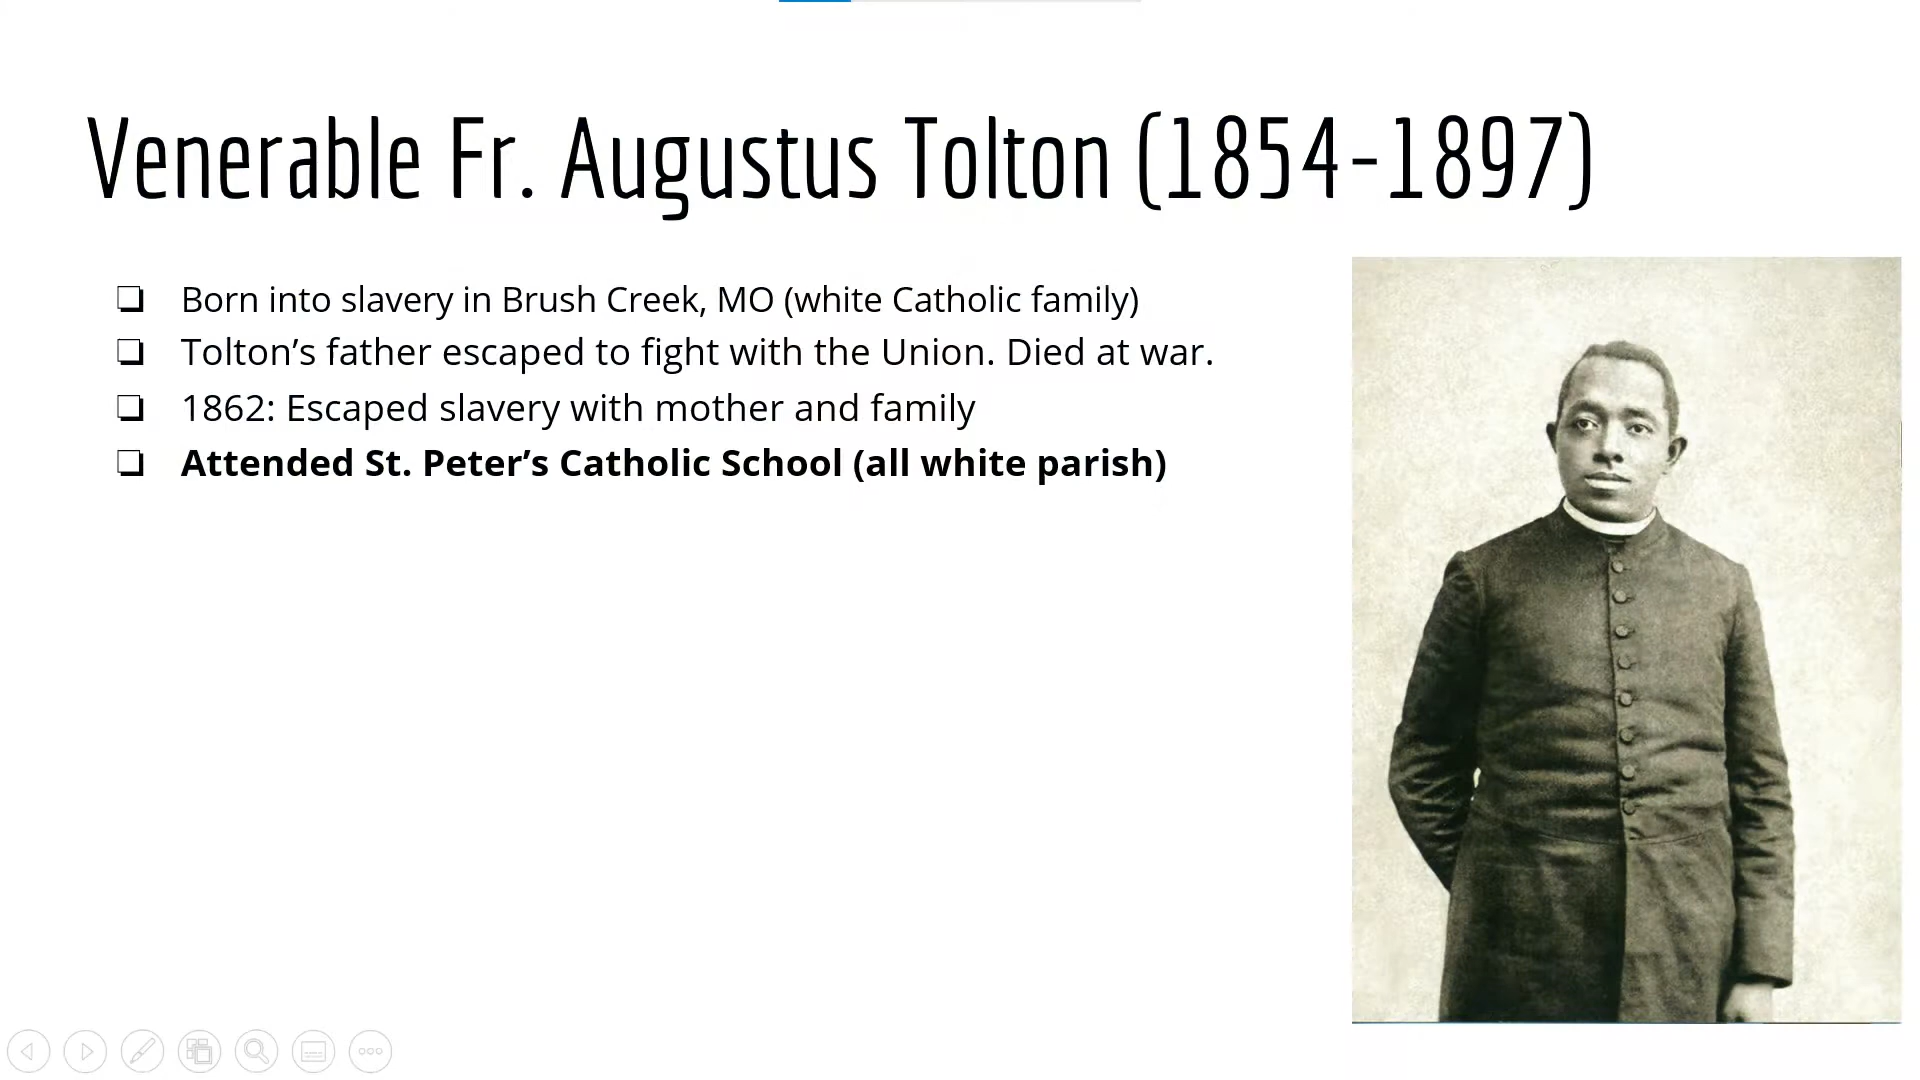 Venerable Fr. Augustus Tolton (1854-1897)
❏ Born into slavery in Brush Creek, MO (white Catholic family)
❏ Tolton’s father escaped to fight with the Union. Died at war.
❏ 1862: Escaped slavery with mother and family
❏ Attended St. Peter’s Catholic School (all white parish)